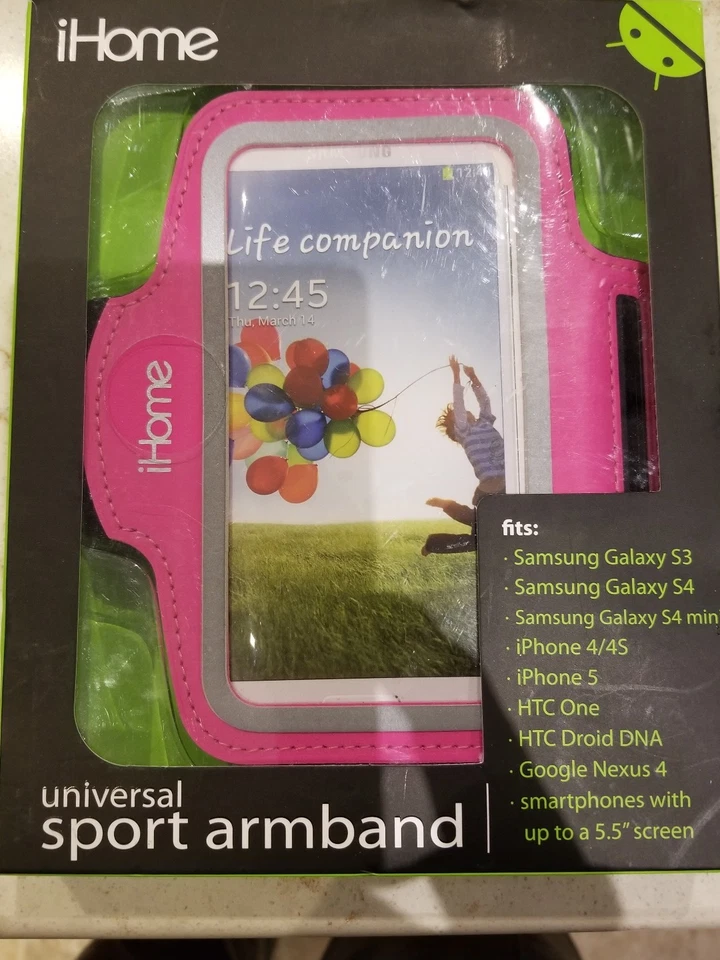 iHome
Life companion
12:45
Thu, March 14
iHome
fits:
· Samsung Galaxy S3
· Samsung Galaxy S4
· Samsung Galaxy S4 min
· iPhone 4/4S
· iPhone 5
· HTC One
· HTC Droid DNA
· Google Nexus 4
· smartphones with
up to a 5.5" screen
universal
sport armband